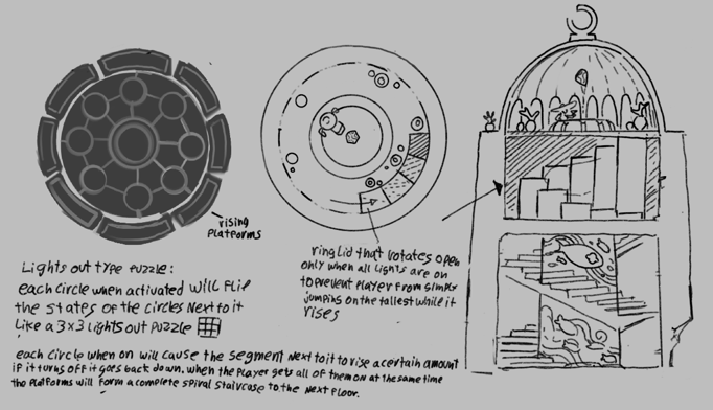 rising
Platforms
Lights out type puzzle:
each circle when activated will flip
the states of the circles next to it
like a 3x3 lights out puzzle
ring lid that rotates open
only when all lights are on
to prevent player from simply
jumping on the tallest while it
rises
each circle when on will cause the segment next to it to rise a certain amount
if it turns off it goes back down. when the player gets all of them on at the same time
the platforms will form a complete spiral staircase to the next floor.